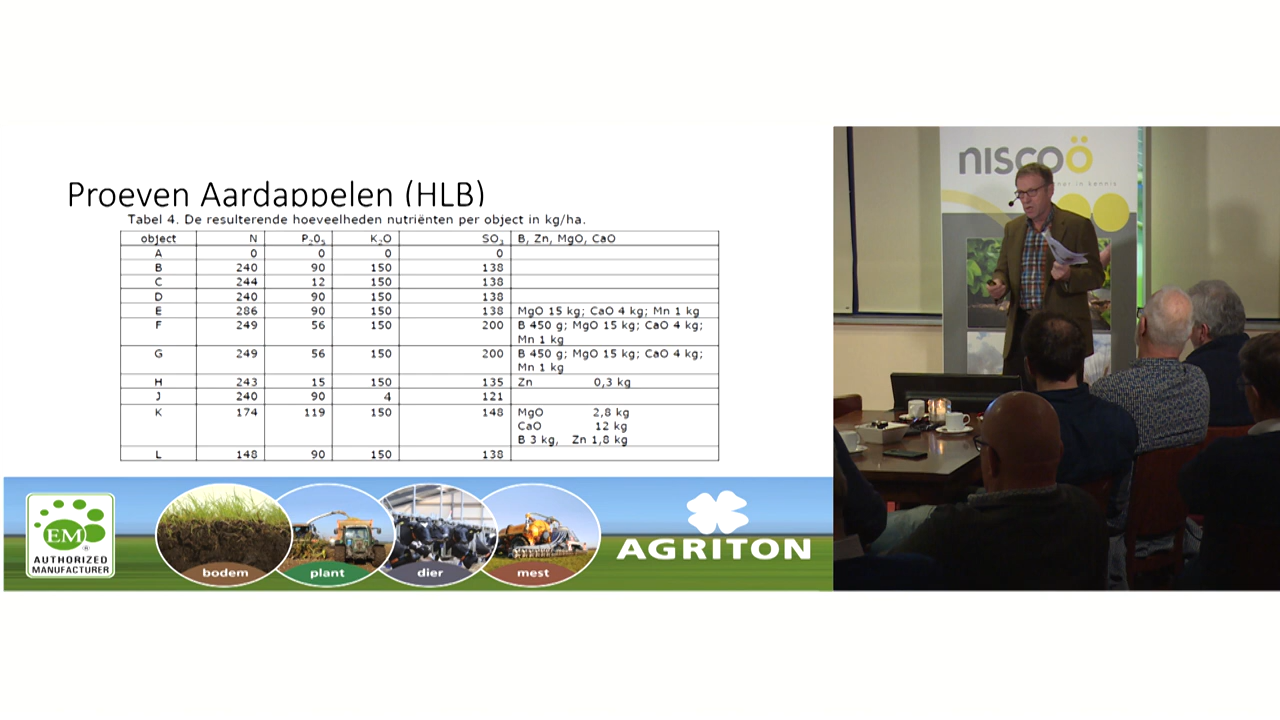 Proeven Aardappelen (HLB)
Tabel 4. De resulterende hoeveelheden nutriënten per object in kg/ha.
object N P₂0₅ K₂O SO₃ B, Zn, MgO, CaO
A 0 0 0 0
B 240 90 150 138
C 244 12 150 138
D 240 90 150 138
E 286 90 150 138 MgO 15 kg; CaO 4 kg; Mn 1 kg
F 249 56 150 200 B 450 g; MgO 15 kg; CaO 4 kg;
Mn 1 kg
G 249 56 150 200 B 450 g; MgO 15 kg; CaO 4 kg;
Mn 1 kg
H 243 15 150 135 Zn 0,3 kg
J 240 90 4 121
K 174 119 150 148 MgO 2,8 kg
CaO 12 kg
B 3 kg, Zn 1,8 kg
L 148 90 150 138
EM ®
AUTHORIZED
MANUFACTURER
bodem
plant
dier
mest
AGRITON
niscoö
in kennis